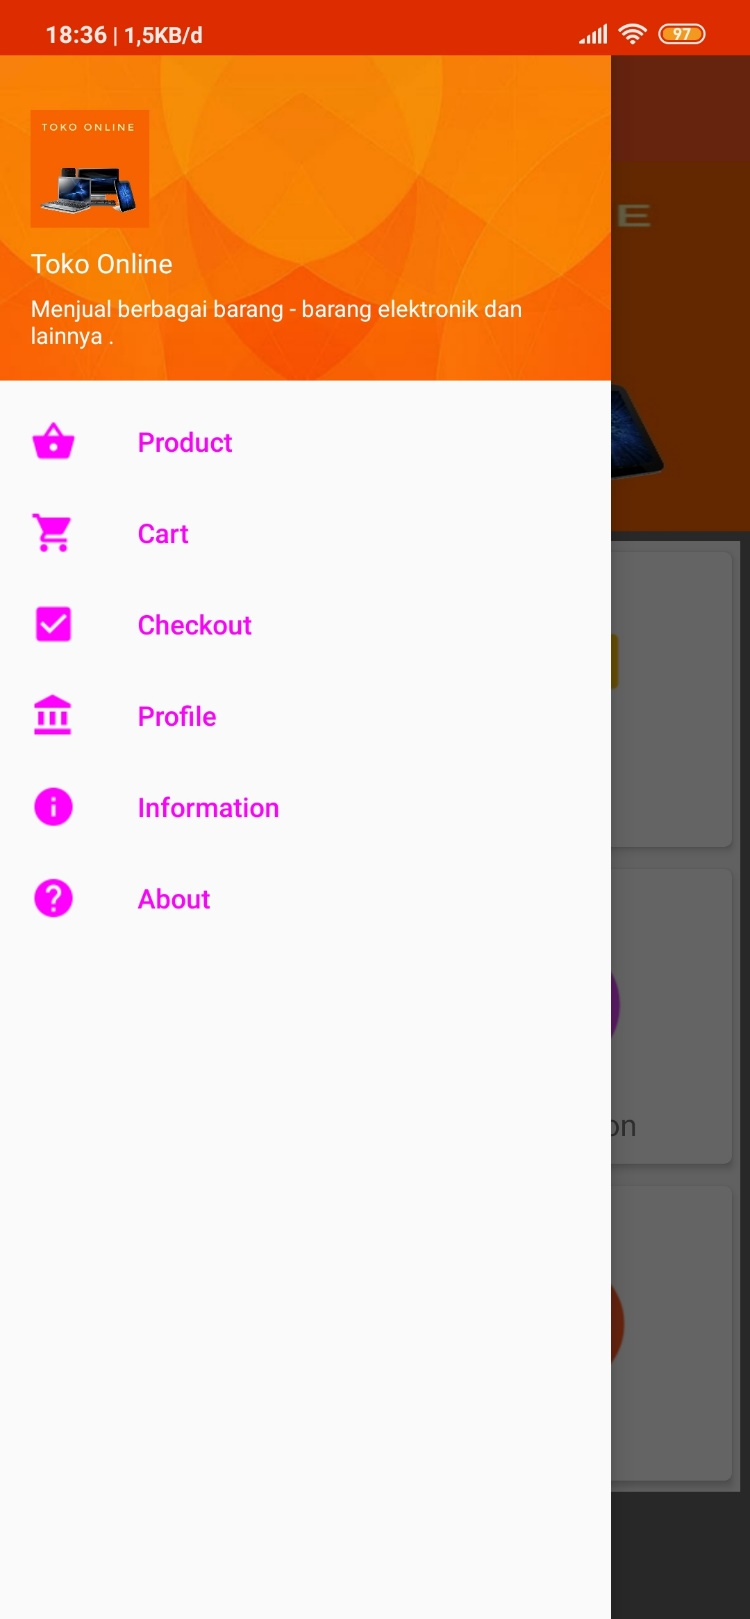 18:36 | 1,5KB/d
97
TOKO ONLINE
E
Toko Online
Menjual berbagai barang - barang elektronik dan
lainnya .
Product
Cart
Checkout
Profile
Information
About
on